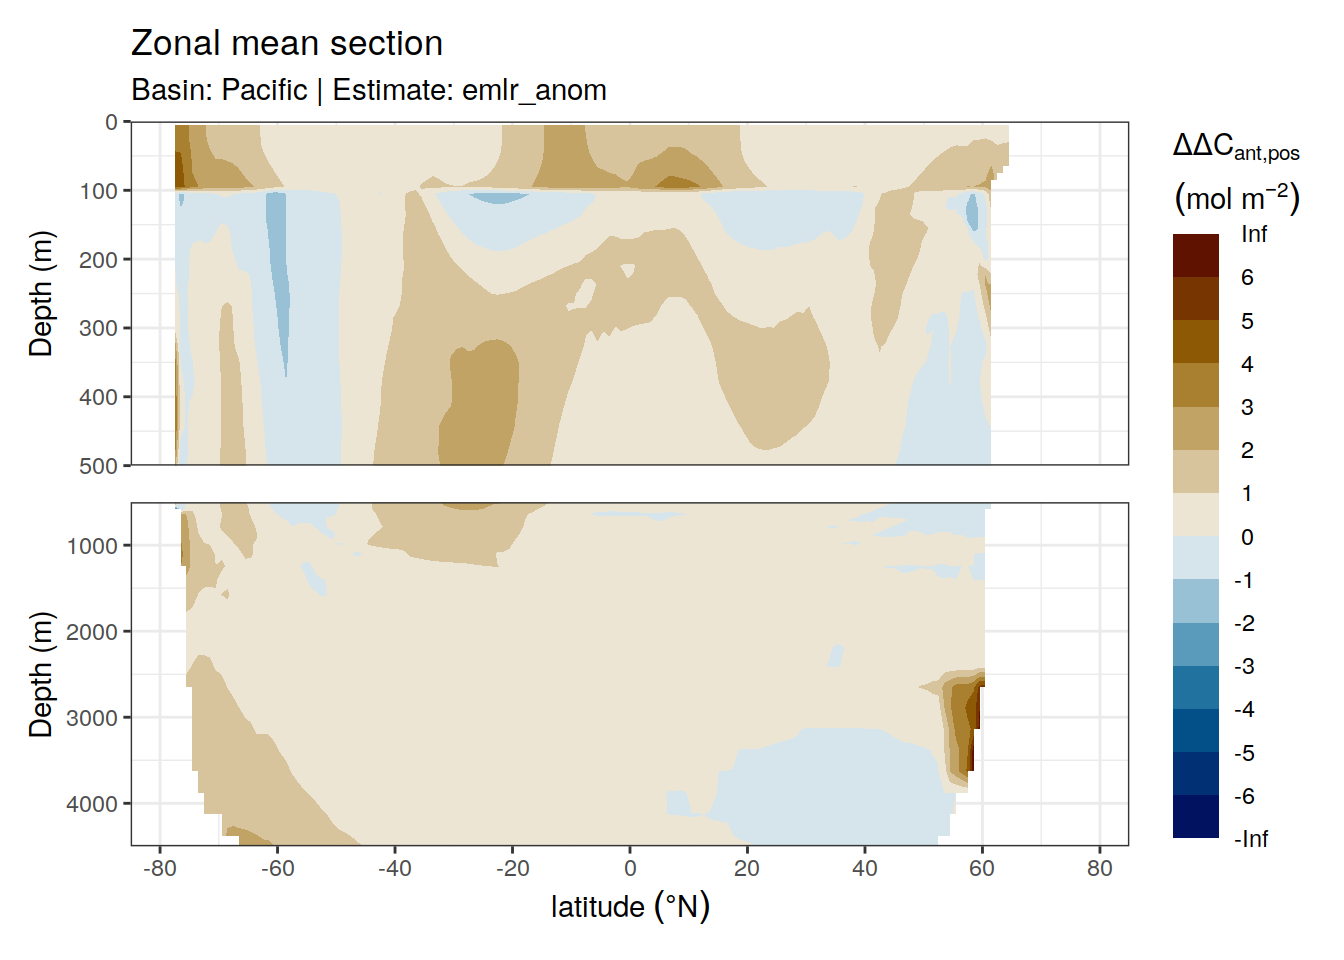 Zonal mean section
Basin: Pacific | Estimate: emlr_anom
0
100
200
300
400
500
Depth (m)
1000
2000
3000
4000
Depth (m)
-80 -60 -40 -20 0 20 40 60 80
latitude (°N)
ΔΔC_ant,pos
(mol m⁻²)
Inf
6
5
4
3
2
1
0
-1
-2
-3
-4
-5
-6
-Inf